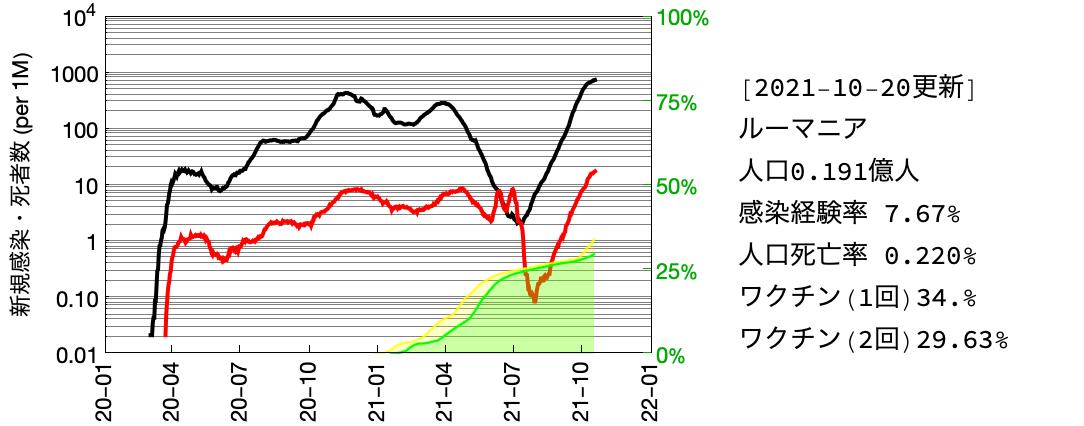 新規感染・死者数 (per 1M)
10^4
1000
100
10
1
0.10
0.01
100%
75%
50%
25%
0%
20-01
20-04
20-07
20-10
21-01
21-04
21-07
21-10
22-01
[2021-10-20更新]
ルーマニア
人口0.191億人
感染経験率 7.67%
人口死亡率 0.220%
ワクチン(1回)34.%
ワクチン(2回)29.63%